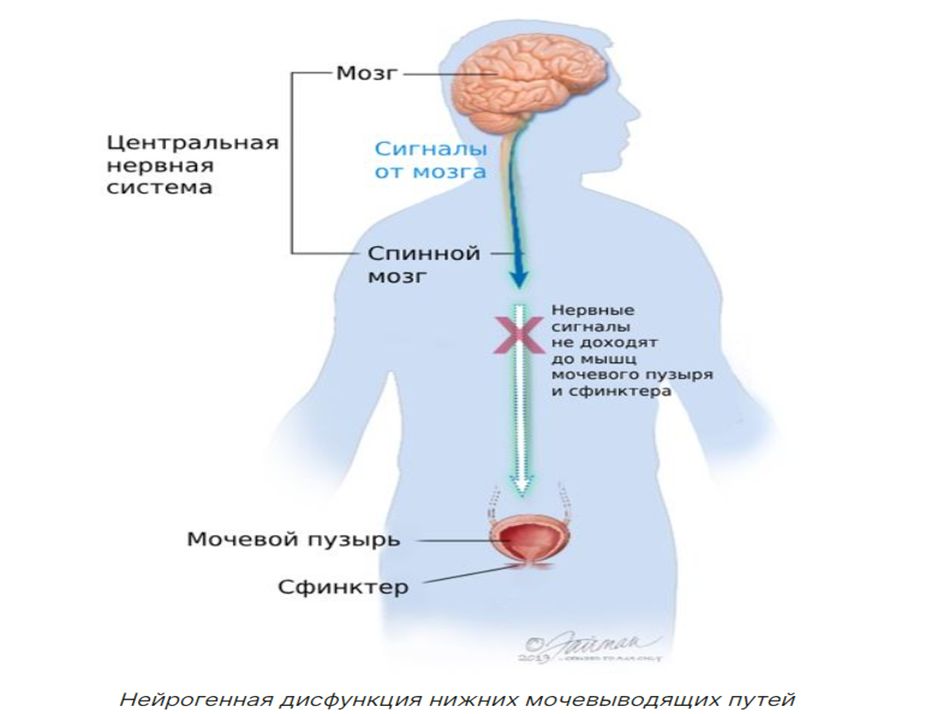 Мозг
Центральная
нервная
система
Сигналы
от мозга
Спинной
мозг
Нервные
сигналы
не доходят
до мышц
мочевого пузыря
и сфинктера
Мочевой пузырь
Сфинктер
©
2013
Нейрогенная дисфункция нижних мочевыводящих путей